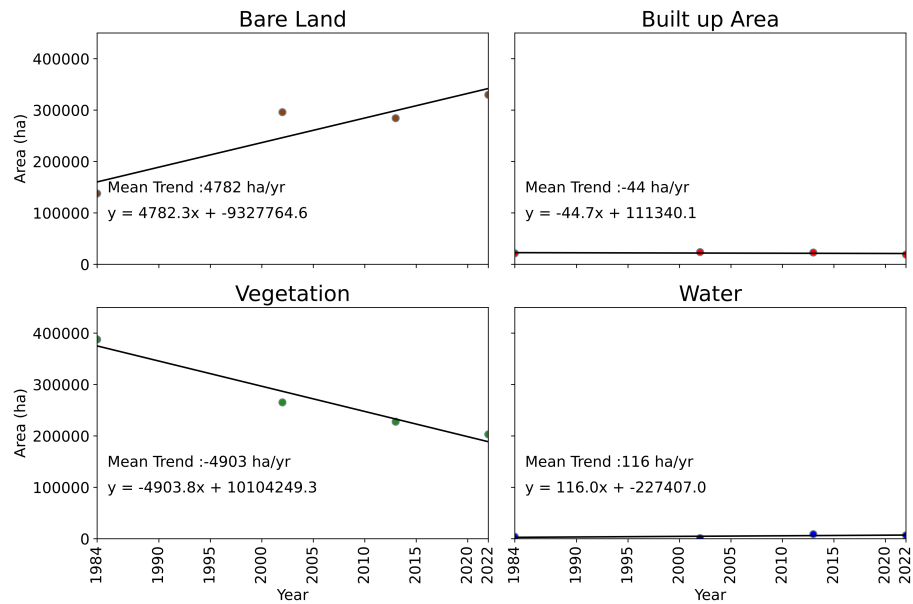 Bare Land
Built up Area
400000
300000
200000
100000
0
Area (ha)
Mean Trend :4782 ha/yr
y = 4782.3x + -9327764.6
Mean Trend :-44 ha/yr
y = -44.7x + 111340.1
Vegetation
Water
400000
300000
200000
100000
0
Area (ha)
Mean Trend :-4903 ha/yr
y = -4903.8x + 10104249.3
Mean Trend :116 ha/yr
y = 116.0x + -227407.0
1984 1990 1995 2000 2005 2010 2015 2020 2022
1984 1990 1995 2000 2005 2010 2015 2020 2022
Year
Year